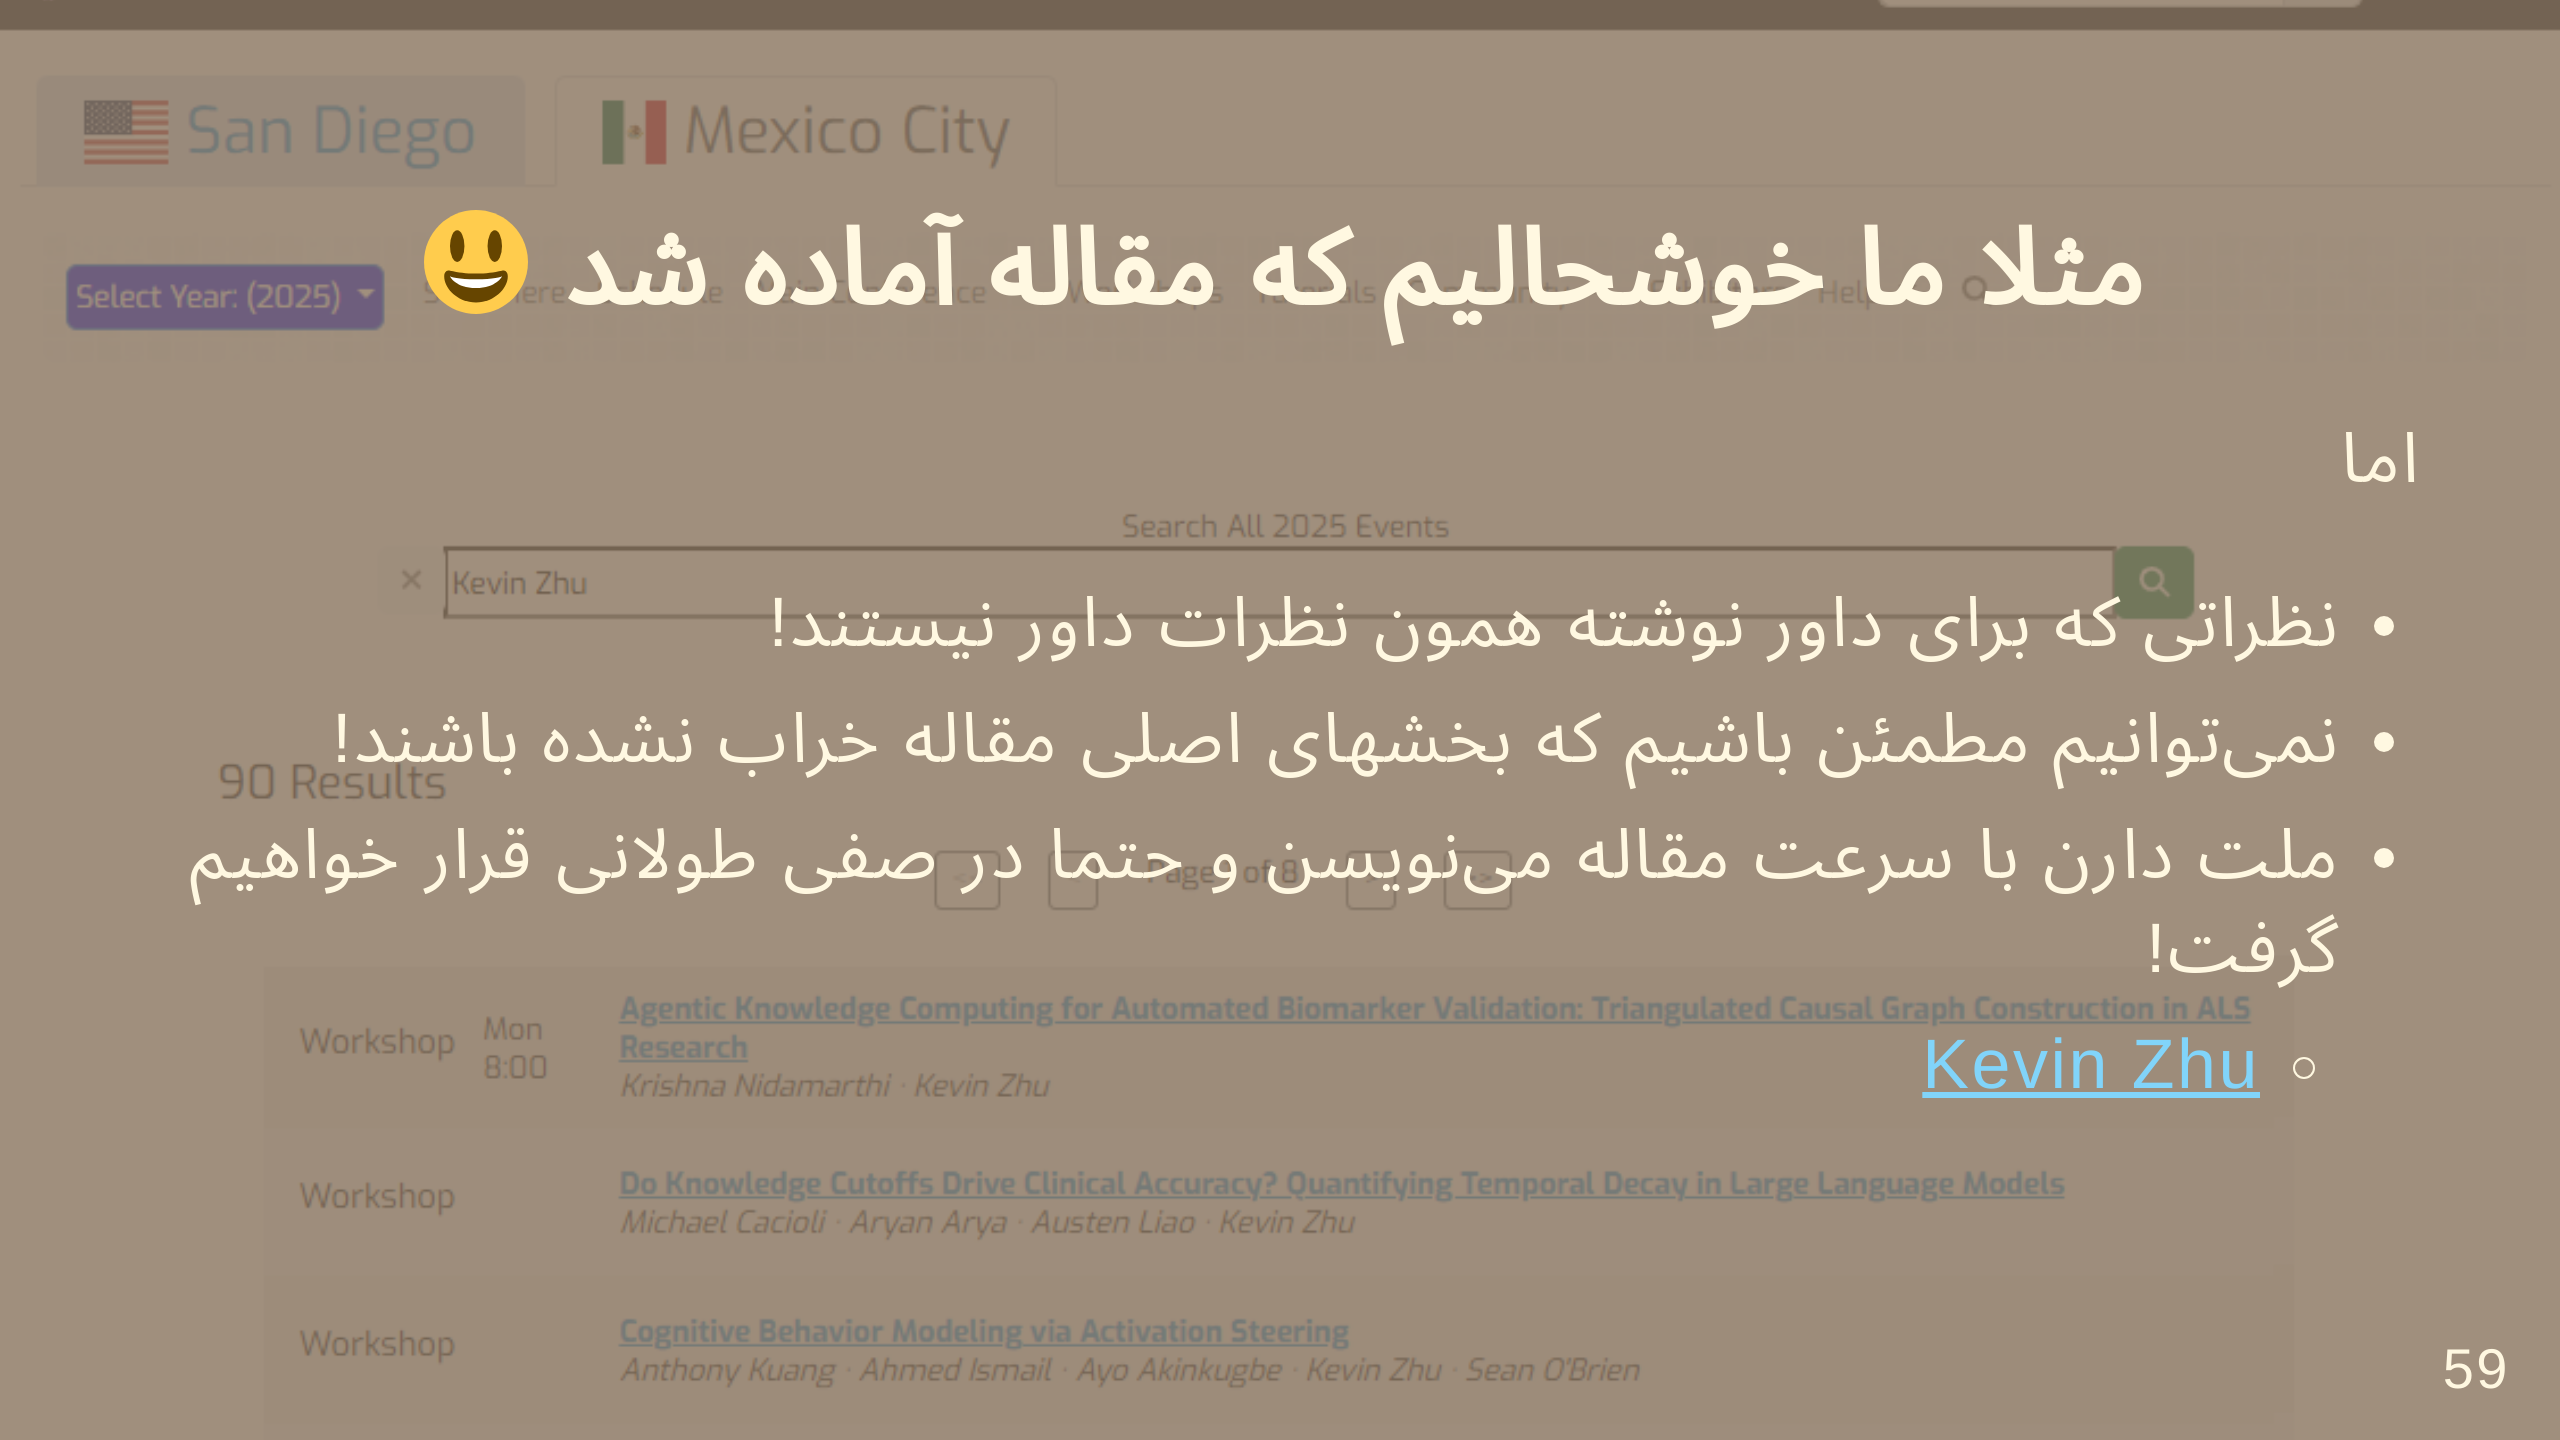 San Diego
Mexico City
مثلا ما خوشحالیم که مقاله آماده شد 😃
Select Year: (2025)
Help
اما
Search All 2025 Events
Kevin Zhu
• نظراتی که برای داور نوشته همون نظرات داور نیستند!
• نمی‌توانیم مطمئن باشیم که بخشهای اصلی مقاله خراب نشده باشند!
90 Results
• ملت دارن با سرعت مقاله می‌نویسن و حتما در صفی طولانی قرار خواهیم
گرفت!
Page of 8
Workshop
Mon
8:00
Agentic Knowledge Computing for Automated Biomarker Validation: Triangulated Causal Graph Construction in ALS
Research
Krishna Nidamarthi · Kevin Zhu
○ Kevin Zhu
Workshop
Do Knowledge Cutoffs Drive Clinical Accuracy? Quantifying Temporal Decay in Large Language Models
Michael Cacioli · Aryan Arya · Austen Liao · Kevin Zhu
Workshop
Cognitive Behavior Modeling via Activation Steering
Anthony Kuang · Ahmed Ismail · Ayo Akinkugbe · Kevin Zhu · Sean O'Brien
59